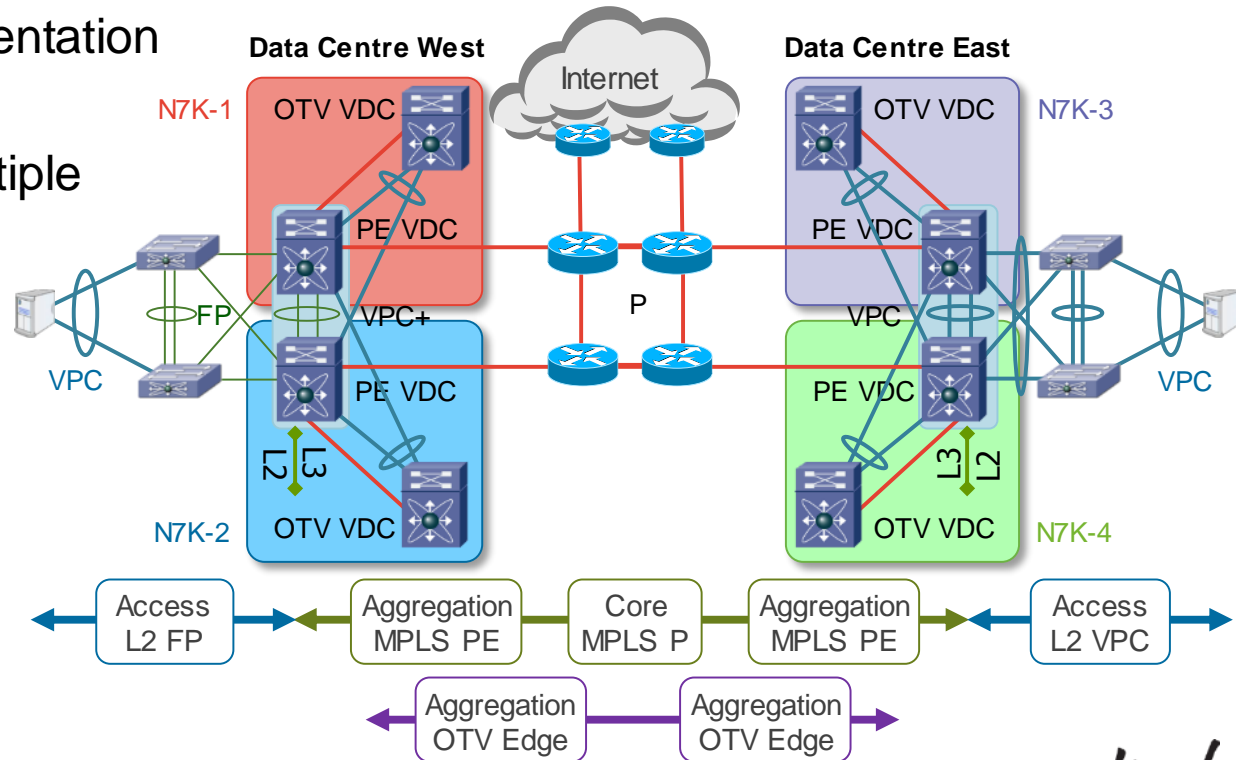 entation
tiple
Data Centre West
Data Centre East
Internet
N7K-1
OTV VDC
OTV VDC
N7K-3
PE VDC
PE VDC
FP
VPC+
P
VPC
VPC
PE VDC
PE VDC
VPC
L2
L3
L3
L2
N7K-2
OTV VDC
OTV VDC
N7K-4
Access
L2 FP
Aggregation
MPLS PE
Core
MPLS P
Aggregation
MPLS PE
Access
L2 VPC
Aggregation
OTV Edge
Aggregation
OTV Edge